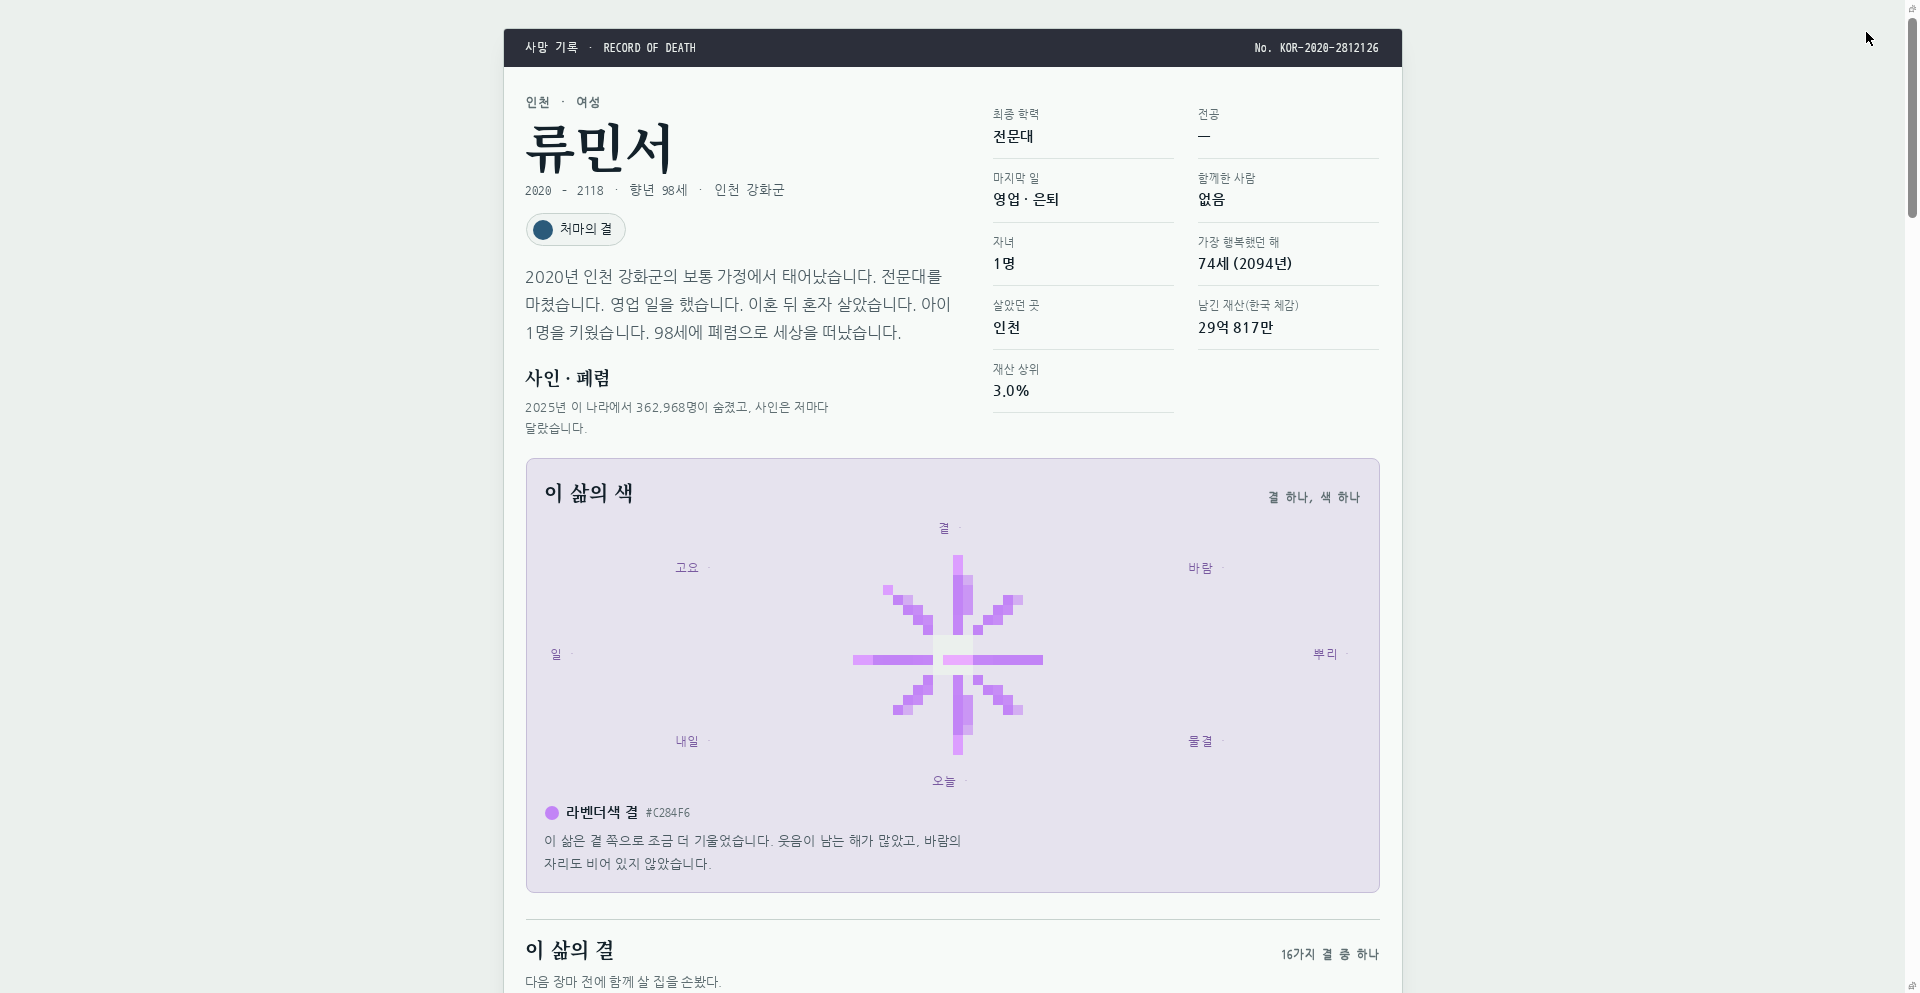 사망 기록 · RECORD OF DEATH
No. KOR-2020-2812126
인천 · 여성
류민서
2020 - 2118 · 향년 98세 · 인천 강화군
처마의 결
2020년 인천 강화군의 보통 가정에서 태어났습니다. 전문대를
마쳤습니다. 영업 일을 했습니다. 이혼 뒤 혼자 살았습니다. 아이
1명을 키웠습니다. 98세에 폐렴으로 세상을 떠났습니다.
사인 · 폐렴
2025년 이 나라에서 362,968명이 숨졌고, 사인은 저마다
달랐습니다.
최종 학력
전문대
전공
—
마지막 일
영업 · 은퇴
함께한 사람
없음
자녀
1명
가장 행복했던 해
74세 (2094년)
살았던 곳
인천
남긴 재산(한국 체감)
29억 817만
재산 상위
3.0%
이 삶의 색
결 하나, 색 하나
곁 ·
고요 ·
바람 ·
일 ·
뿌리 ·
내일 ·
물결 ·
오늘 ·
라벤더색 결 #C284F6
이 삶은 곁 쪽으로 조금 더 기울었습니다. 웃음이 남는 해가 많았고, 바람의
자리도 비어 있지 않았습니다.
이 삶의 결
16가지 결 중 하나
다음 장마 전에 함께 살 집을 손봤다.